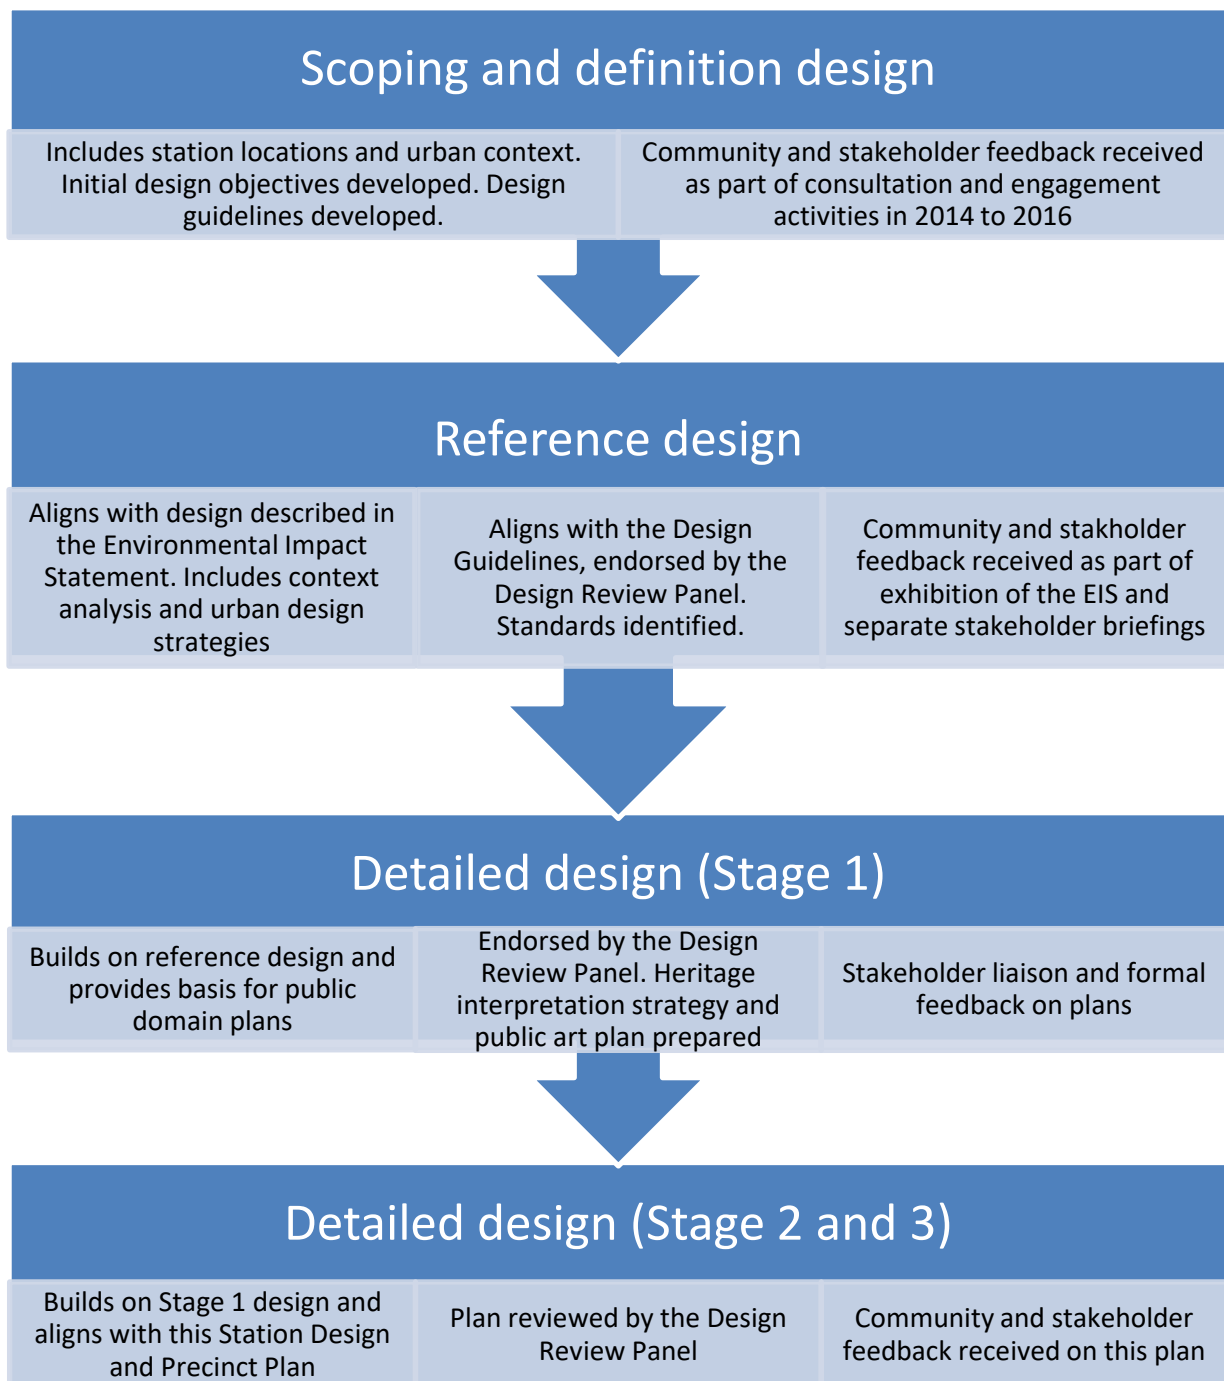 Scoping and definition design
Includes station locations and urban context.
Initial design objectives developed. Design
guidelines developed.
Community and stakeholder feedback received
as part of consultation and engagement
activities in 2014 to 2016
Reference design
Aligns with design described in
the Environmental Impact
Statement. Includes context
analysis and urban design
strategies
Aligns with the Design
Guidelines, endorsed by the
Design Review Panel.
Standards identified.
Community and stakholder
feedback received as part of
exhibition of the EIS and
separate stakeholder briefings
Detailed design (Stage 1)
Builds on reference design and
provides basis for public
domain plans
Endorsed by the Design
Review Panel. Heritage
interpretation strategy and
public art plan prepared
Stakeholder liaison and formal
feedback on plans
Detailed design (Stage 2 and 3)
Builds on Stage 1 design and
aligns with this Station Design
and Precinct Plan
Plan reviewed by the Design
Review Panel
Community and stakeholder
feedback received on this plan